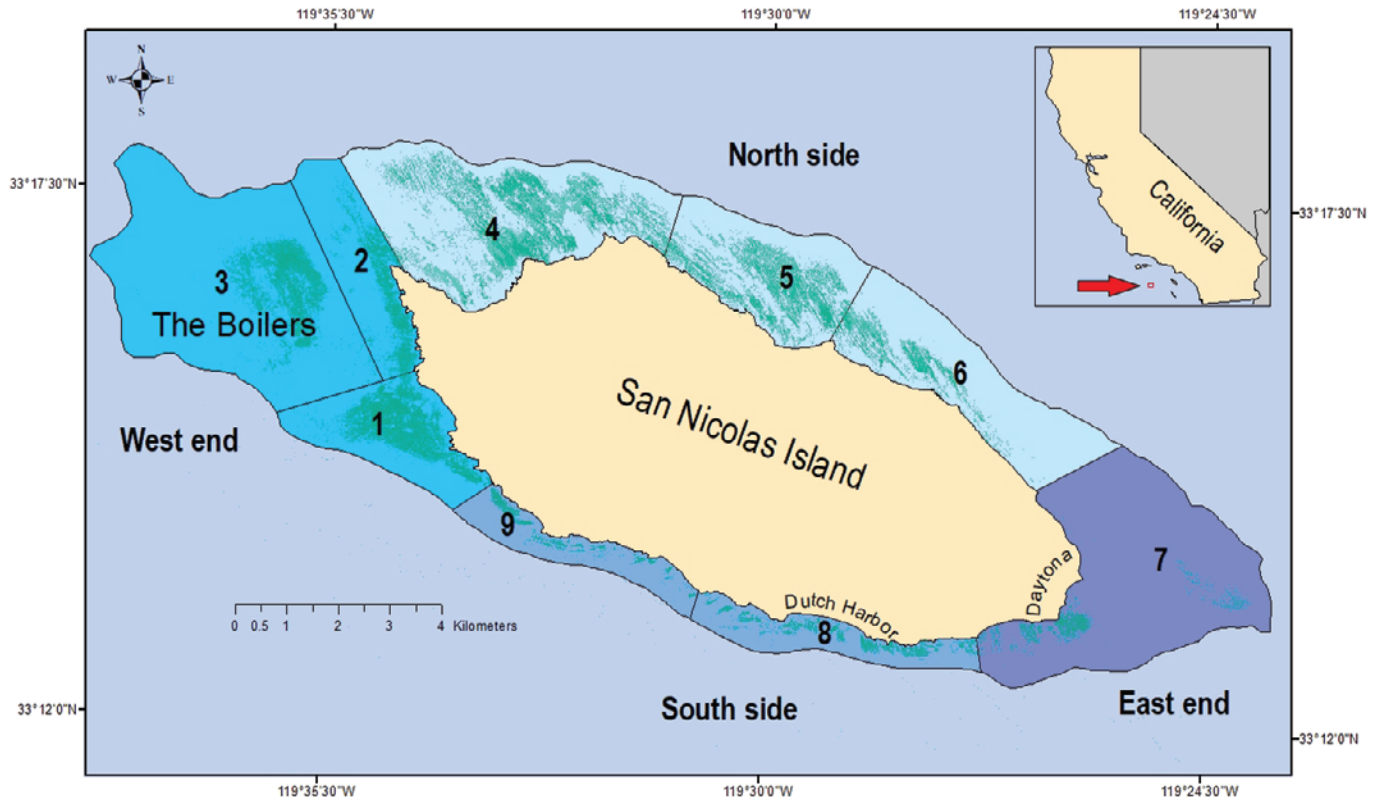 119°35'30"W 119°30'0"W 119°24'30"W
N
W E
S
North side
California
33°17'30"N
33°17'30"N
4
2
5
3
The Boilers
6
San Nicolas Island
1
West end
9
7
Daytona
Dutch Harbor
8
0 0.5 1 2 3 4 Kilometers
South side
East end
33°12'0"N
33°12'0"N
119°35'30"W 119°30'0"W 119°24'30"W